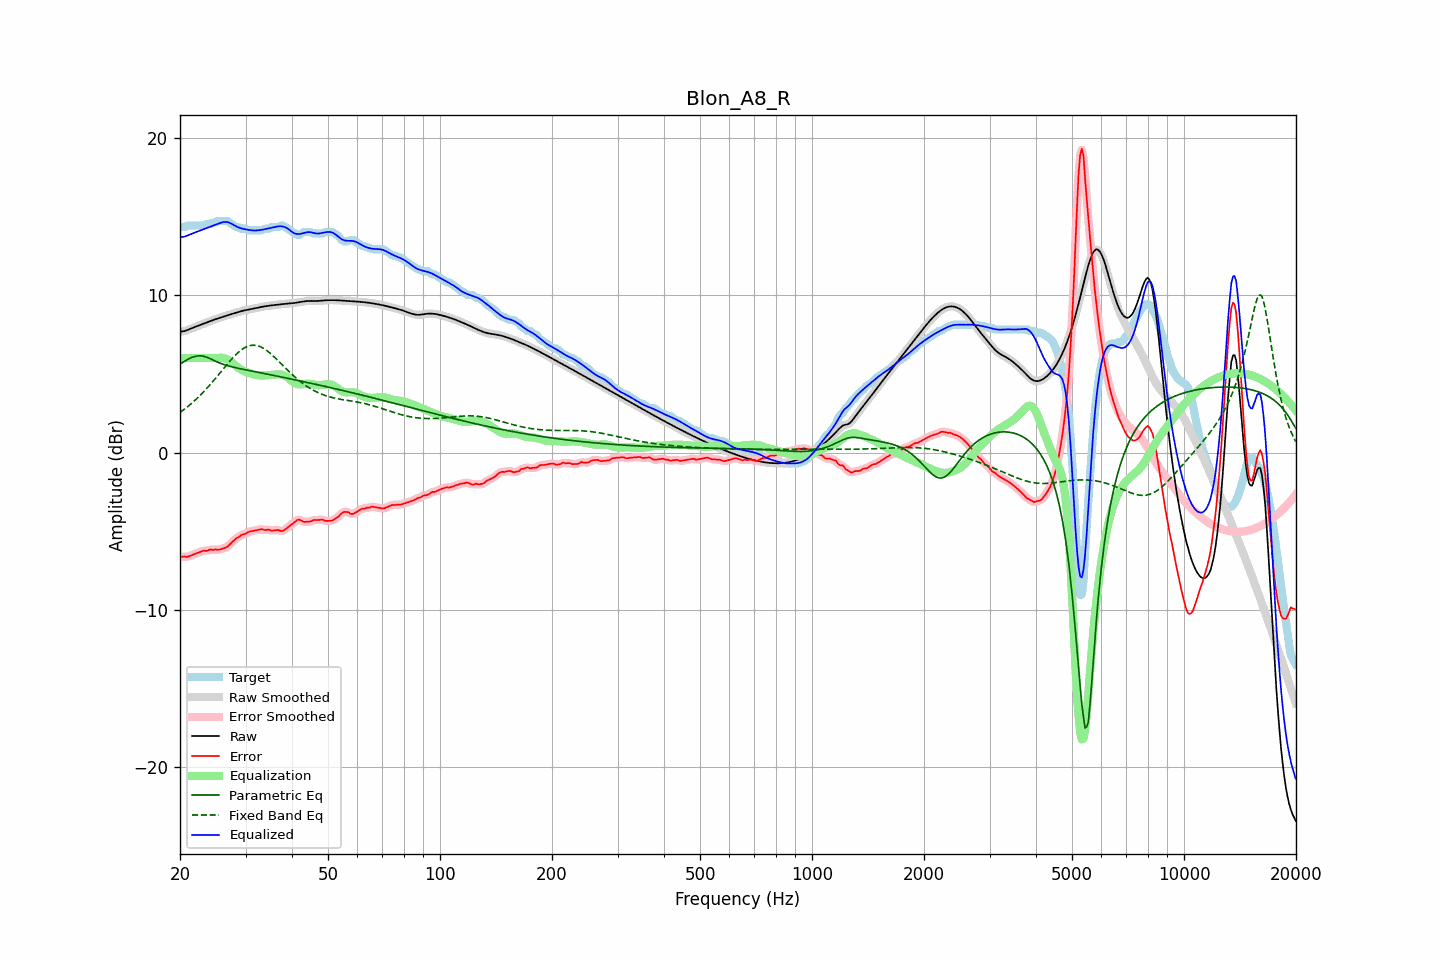 Blon_A8_R
Amplitude (dBr)
20
10
0
−10
−20
Target
Raw Smoothed
Error Smoothed
Raw
Error
Equalization
Parametric Eq
Fixed Band Eq
Equalized
20 50 100 200 500 1000 2000 5000 10000 20000
Frequency (Hz)